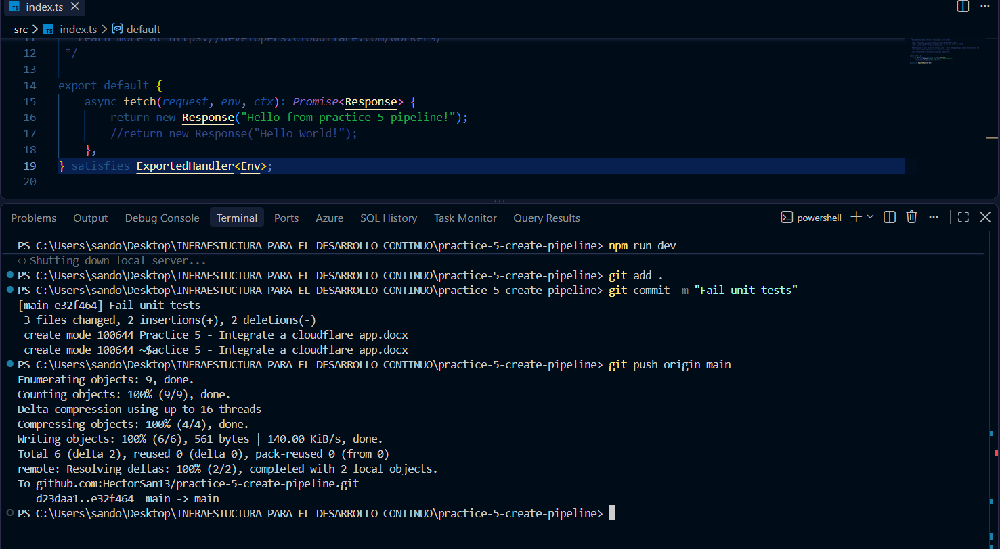 TS index.ts
src > TS index.ts > default
11 Learn more at https://developers.cloudflare.com/workers/
12 */
13
14 export default {
15 async fetch(request, env, ctx): Promise<Response> {
16 return new Response("Hello from practice 5 pipeline!");
17 //return new Response("Hello World!");
18 },
19 } satisfies ExportedHandler<Env>;
20
Problems Output Debug Console Terminal Ports Azure SQL History Task Monitor Query Results powershell
PS C:\Users\sando\Desktop\INFRAESTUCTURA PARA EL DESARROLLO CONTINUO\practice-5-create-pipeline> npm run dev
Shutting down local server...
PS C:\Users\sando\Desktop\INFRAESTUCTURA PARA EL DESARROLLO CONTINUO\practice-5-create-pipeline> git add .
PS C:\Users\sando\Desktop\INFRAESTUCTURA PARA EL DESARROLLO CONTINUO\practice-5-create-pipeline> git commit -m "Fail unit tests"
[main e32f464] Fail unit tests
3 files changed, 2 insertions(+), 2 deletions(-)
create mode 100644 Practice 5 - Integrate a cloudflare app.docx
create mode 100644 ~$actice 5 - Integrate a cloudflare app.docx
PS C:\Users\sando\Desktop\INFRAESTUCTURA PARA EL DESARROLLO CONTINUO\practice-5-create-pipeline> git push origin main
Enumerating objects: 9, done.
Counting objects: 100% (9/9), done.
Delta compression using up to 16 threads
Compressing objects: 100% (4/4), done.
Writing objects: 100% (6/6), 561 bytes | 140.00 KiB/s, done.
Total 6 (delta 2), reused 0 (delta 0), pack-reused 0 (from 0)
remote: Resolving deltas: 100% (2/2), completed with 2 local objects.
To github.com:HectorSan13/practice-5-create-pipeline.git
d23daa1..e32f464 main -> main
PS C:\Users\sando\Desktop\INFRAESTUCTURA PARA EL DESARROLLO CONTINUO\practice-5-create-pipeline>